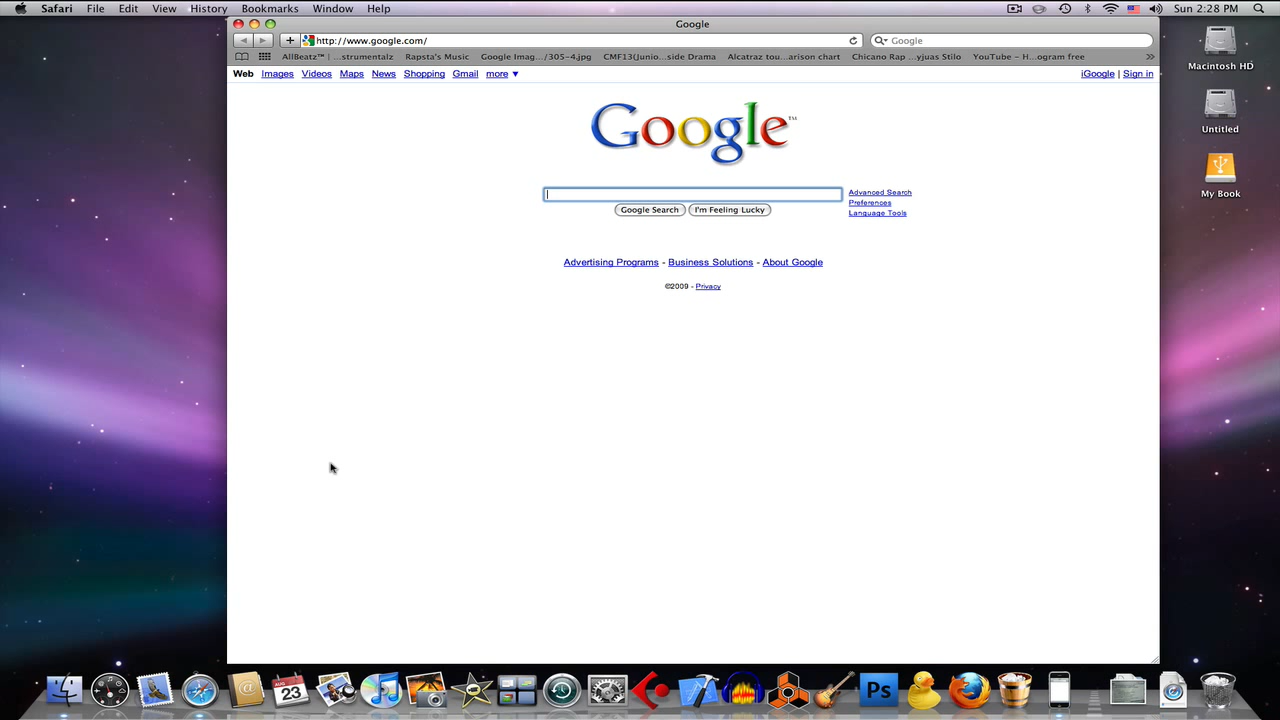 Safari File Edit View History Bookmarks Window Help Sun 2:28 PM
Google
http://www.google.com/ Google
AllBeatz™ | ...strumentalz Rapsta's Music Google Imag.../305-4.jpg CMF13(Junio...side Drama Alcatraz tou...arison chart Chicano Rap ...yjuas Stilo YouTube - H...ogram free
Web Images Videos Maps News Shopping Gmail more ▼ iGoogle | Sign in
Google™
Advanced Search
Preferences
Language Tools
Google Search I'm Feeling Lucky
Advertising Programs - Business Solutions - About Google
©2009 - Privacy
Macintosh HD
Untitled
My Book
AUG
23
Ps